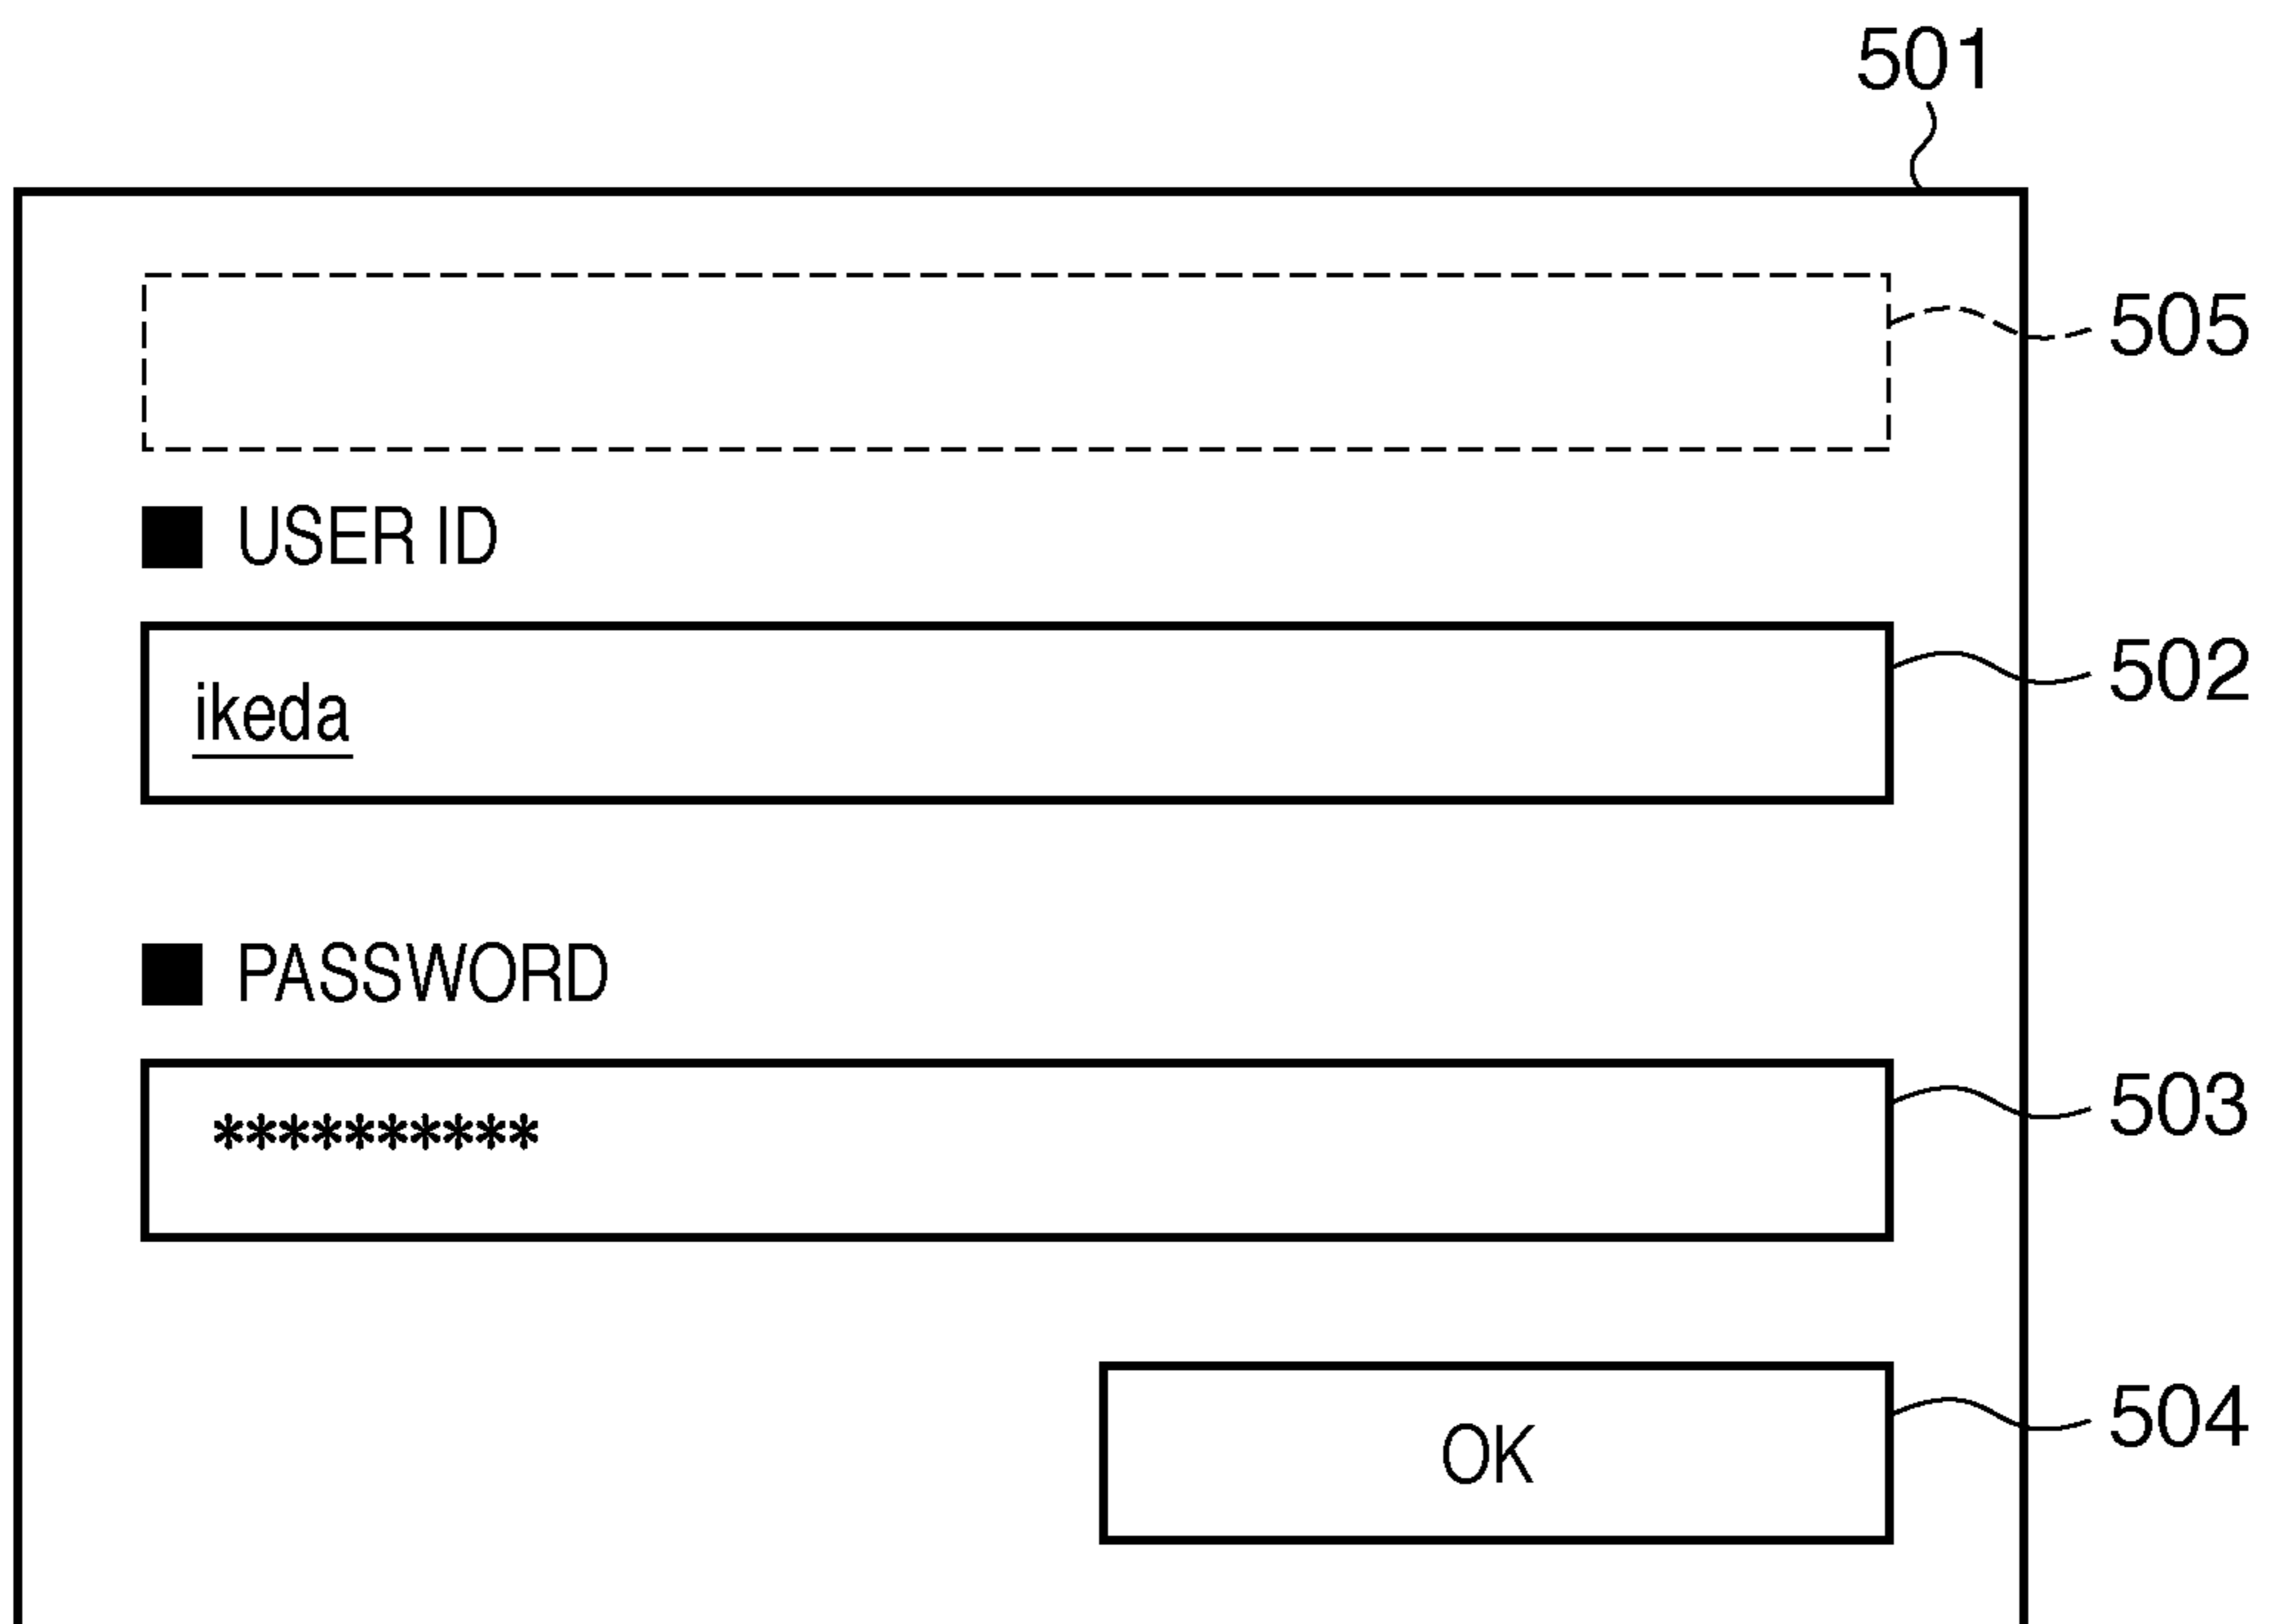 501
505
■ USER ID
ikeda
502
■ PASSWORD
**********
503
OK
504